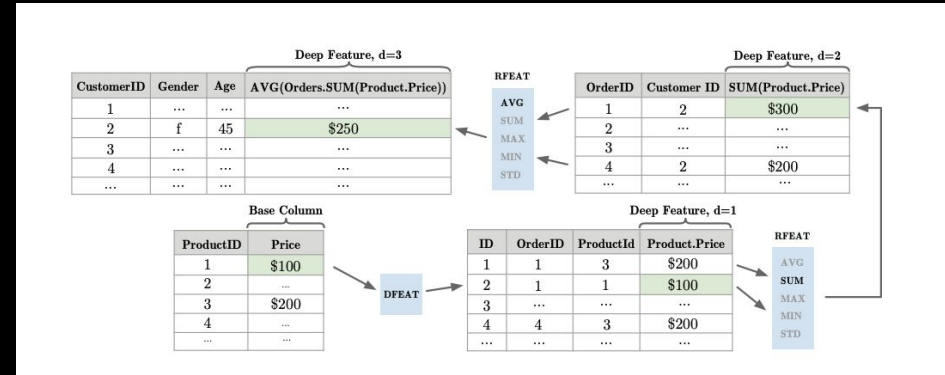 Deep Feature, d=3
CustomerID Gender Age AVG(Orders.SUM(Product.Price))
1 ... ... ...
2 f 45 $250
3 ... ... ...
4 ... ... ...
... ... ... ...
RFEAT
AVG
SUM
MAX
MIN
STD
Deep Feature, d=2
OrderID Customer ID SUM(Product.Price)
1 2 $300
2 ... ...
3 ... ...
4 2 $200
... ... ...
Base Column
ProductID Price
1 $100
2 ...
3 $200
4 ...
... ...
DFEAT
Deep Feature, d=1
ID OrderID ProductId Product.Price
1 1 3 $200
2 1 1 $100
3 ... ... ...
4 4 3 $200
... ... ... ...
RFEAT
AVG
SUM
MAX
MIN
STD